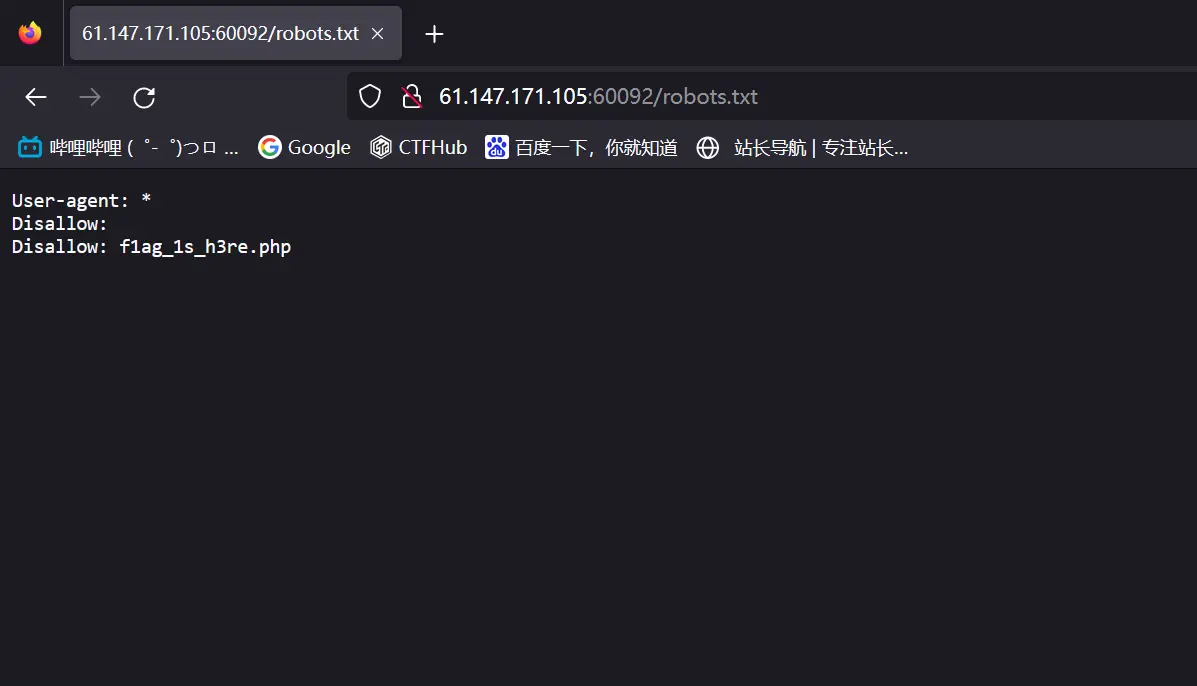 61.147.171.105:60092/robots.txt
61.147.171.105:60092/robots.txt
哔哩哔哩 ( ゜- ゜)つロ ... Google CTFHub du 百度一下，你就知道 站长导航 | 专注站长...
User-agent: *
Disallow:
Disallow: f1ag_1s_h3re.php